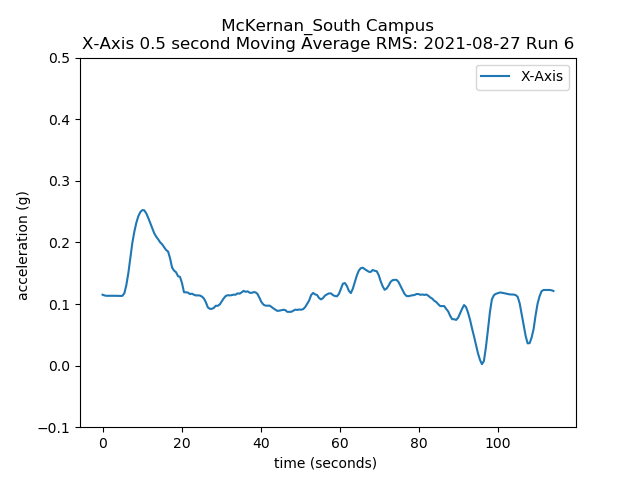 McKernan_South Campus
X-Axis 0.5 second Moving Average RMS: 2021-08-27 Run 6
X-Axis
0.5
0.4
0.3
0.2
0.1
0.0
−0.1
acceleration (g)
0 20 40 60 80 100
time (seconds)